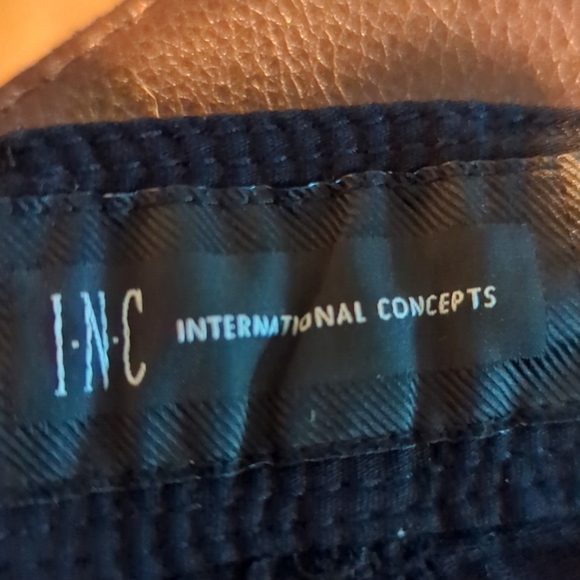 I·N·C INTERNATIONAL CONCEPTS